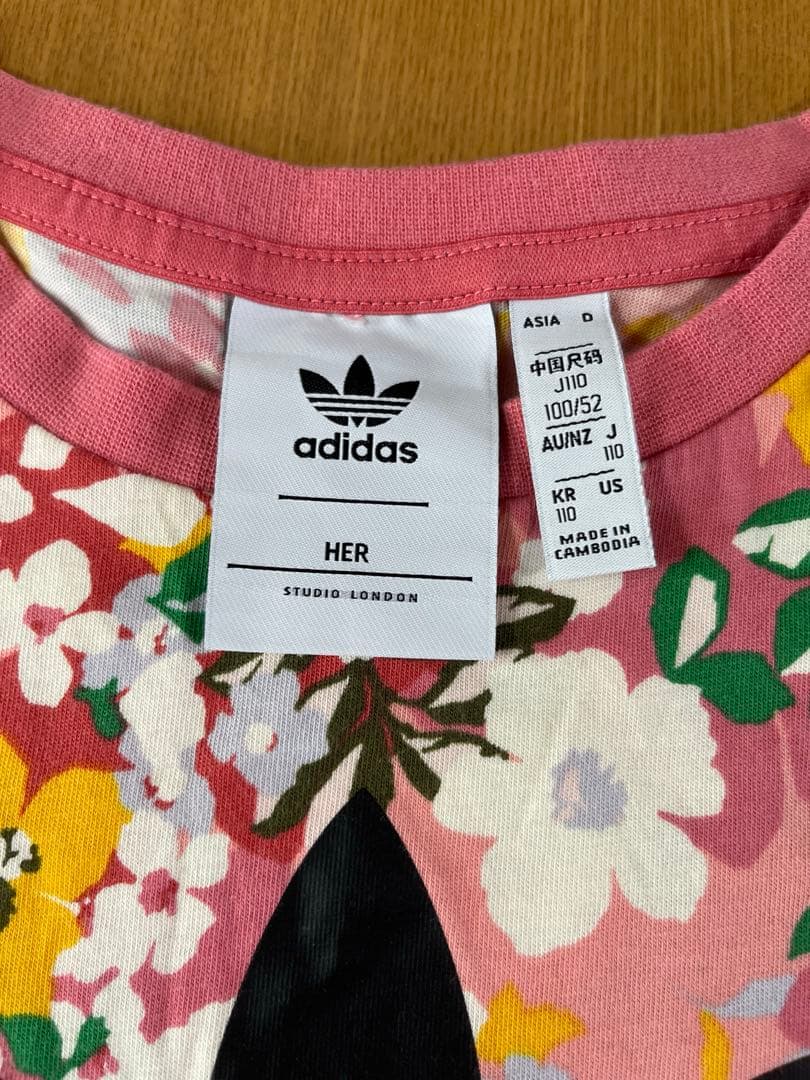 adidas
HER
STUDIO LONDON
ASIA D
中国尺码
J110
100/52
AU/NZ J
110
KR US
110
MADE IN
CAMBODIA